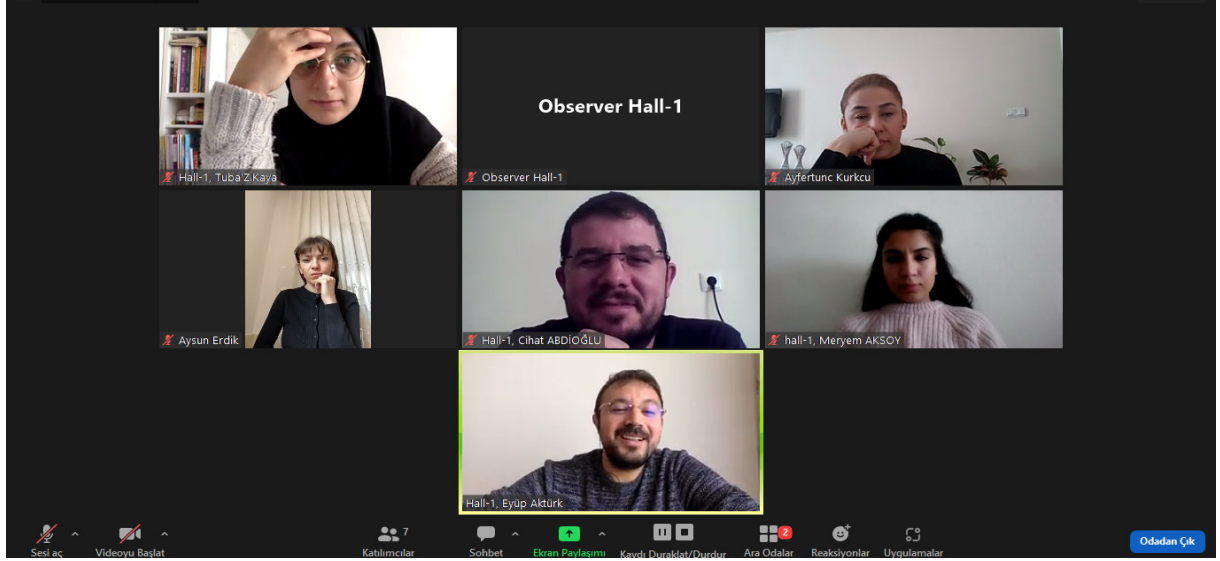 Observer Hall-1
Hall-1, Tuba Z.Kaya
Observer Hall-1
Ayfertunc Kurkcu
Aysun Erdik
Hall-1, Cihat ABDİOĞLU
hall-1, Meryem AKSOY
Hall-1, Eyüp Aktürk
7
2
Sesi aç
Videoyu Başlat
Katılımcılar
Sohbet
Ekran Paylaşımı
Kaydı Duraklat/Durdur
Ara Odalar
Reaksiyonlar
Uygulamalar
Odadan Çık